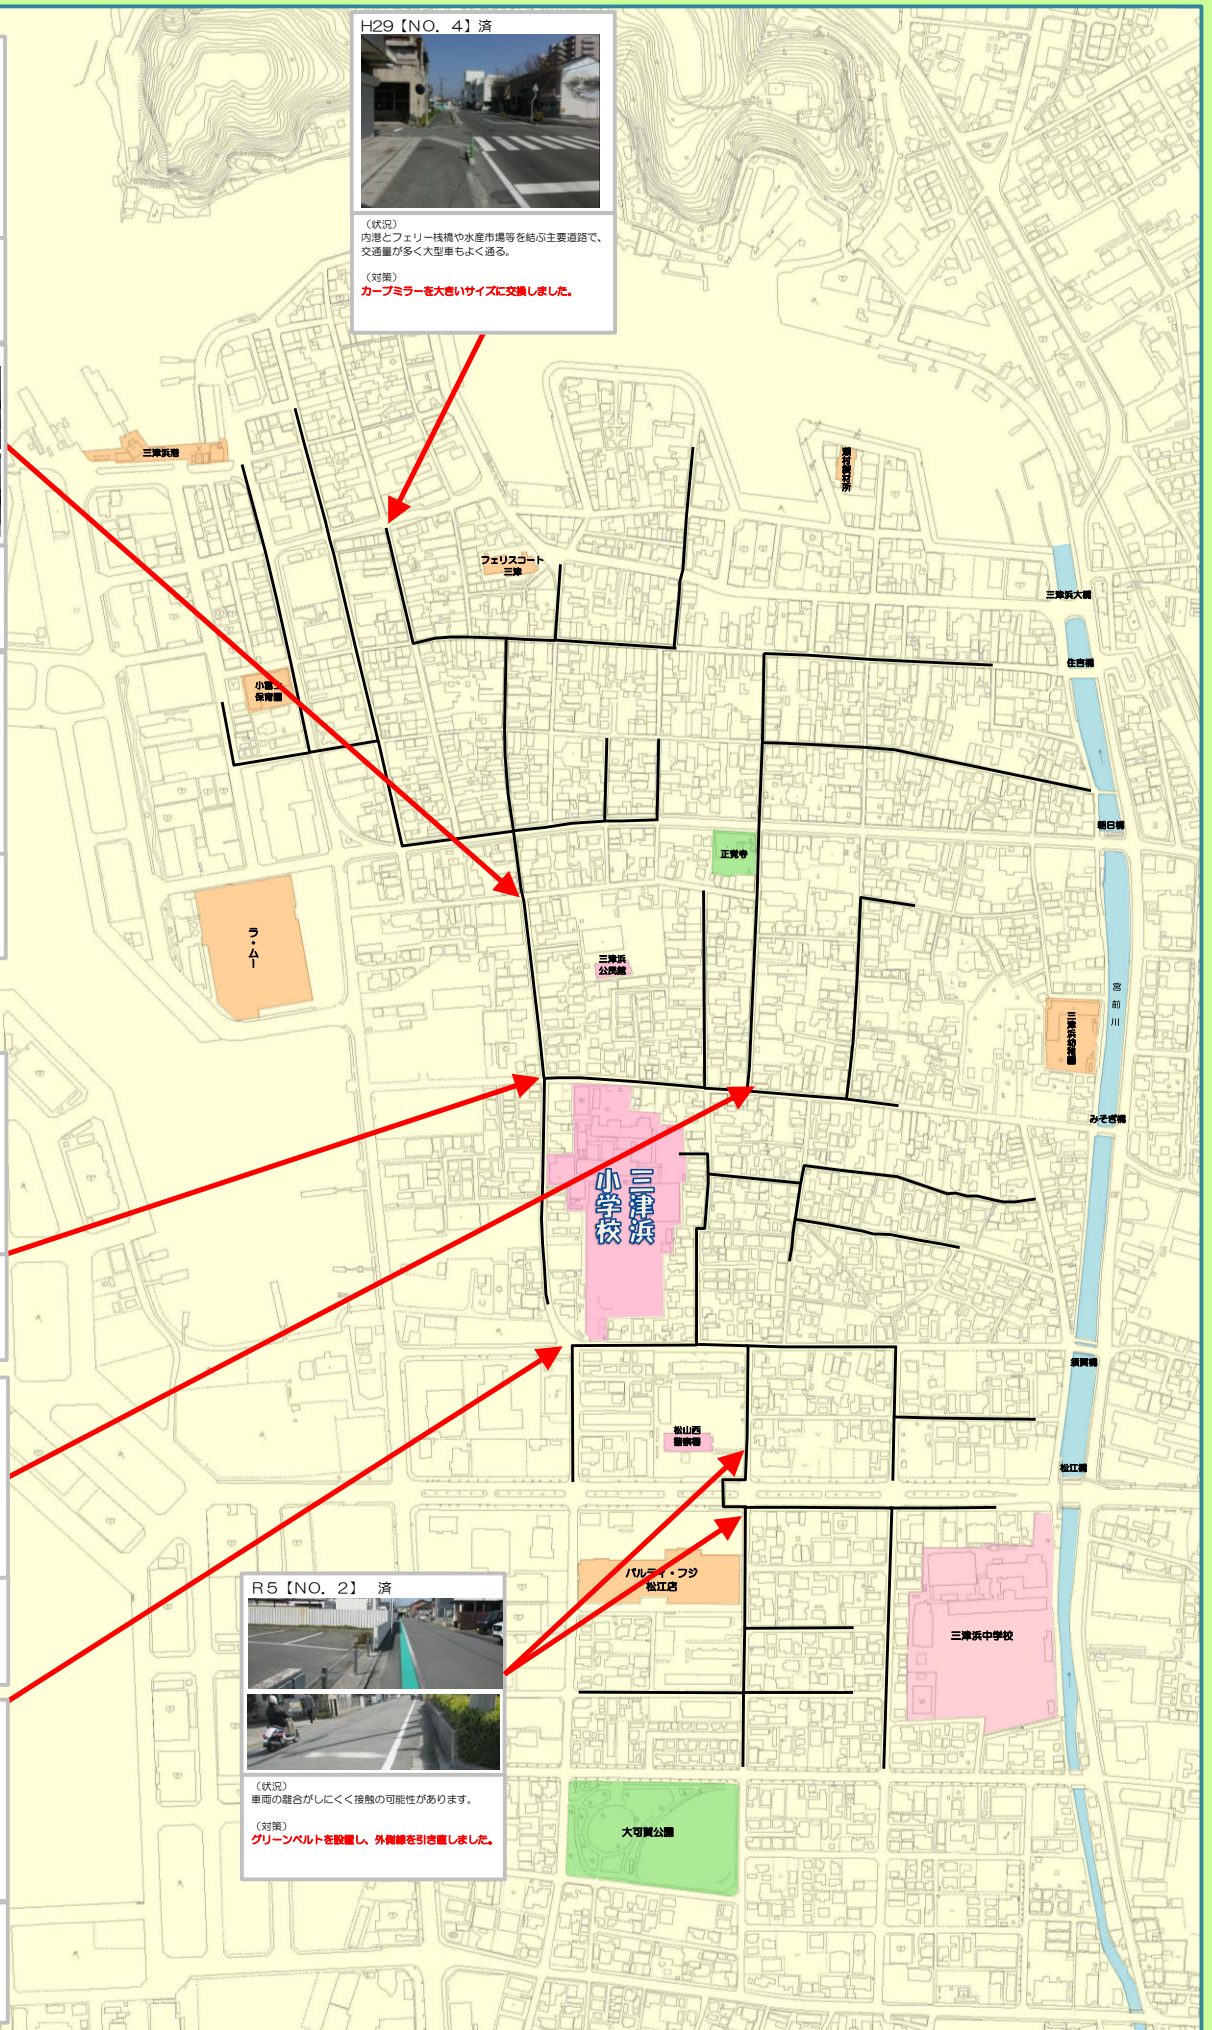 H29【NO. 4】済
（状況）
内港とフェリー桟橋や水産市場等を結ぶ主要道路で、
交通量が多く大型車もよく通る。
（対策）
カーブミラーを大きいサイズに交換しました。
三津浜港
フェリスコート
三津
三津浜大橋
住吉橋
小富士
保育園
朝日橋
正覚寺
ラ・ムー
三津浜
公民館
宮前川
三津浜幼稚園
みそぎ橋
三津浜
小学校
須賀橋
松山西
警察署
松江橋
パルティ・フジ
松江店
三津浜中学校
R5【NO. 2】 済
（状況）
車両の離合がしにくく接触の可能性があります。
（対策）
グリーンベルトを設置し、外側線を引き直しました。
大可賀公園